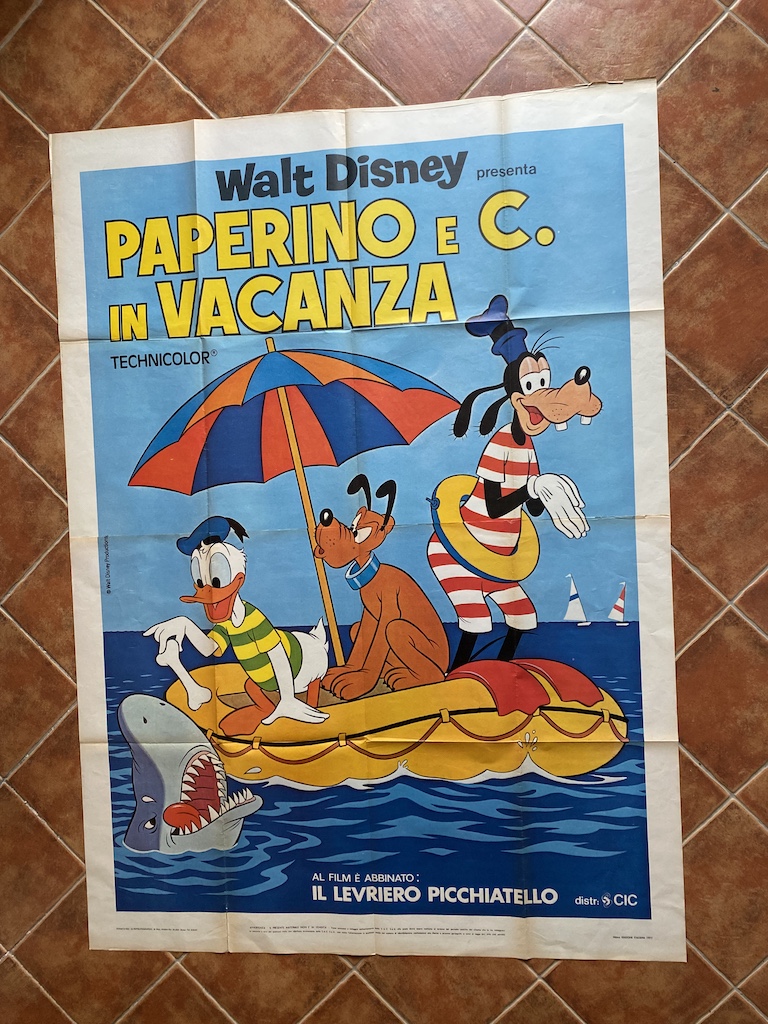 Walt Disney presenta
PAPERINO E C.
IN VACANZA
TECHNICOLOR®
© Walt Disney Productions
AL FILM È ABBINATO:
IL LEVRIERO PICCHIATELLO
distr: CIC